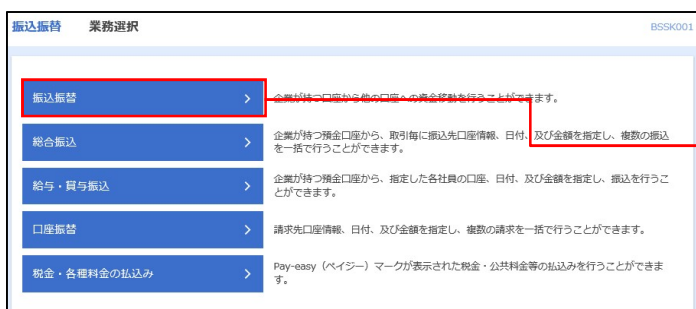 振込振替 業務選択 BSSK001
振込振替 企業が持つ口座から他の口座への資金移動を行うことができます。
総合振込 企業が持つ預金口座から、取引毎に振込先口座情報、日付、及び金額を指定し、複数の振込
を一括で行うことができます。
給与・賞与振込 企業が持つ預金口座から、指定した各社員の口座、日付、及び金額を指定し、振込を行うこ
とができます。
口座振替 請求先口座情報、日付、及び金額を指定し、複数の請求を一括で行うことができます。
税金・各種料金の払込み Pay-easy（ペイジー）マークが表示された税金・公共料金等の払込みを行うことができま
す。